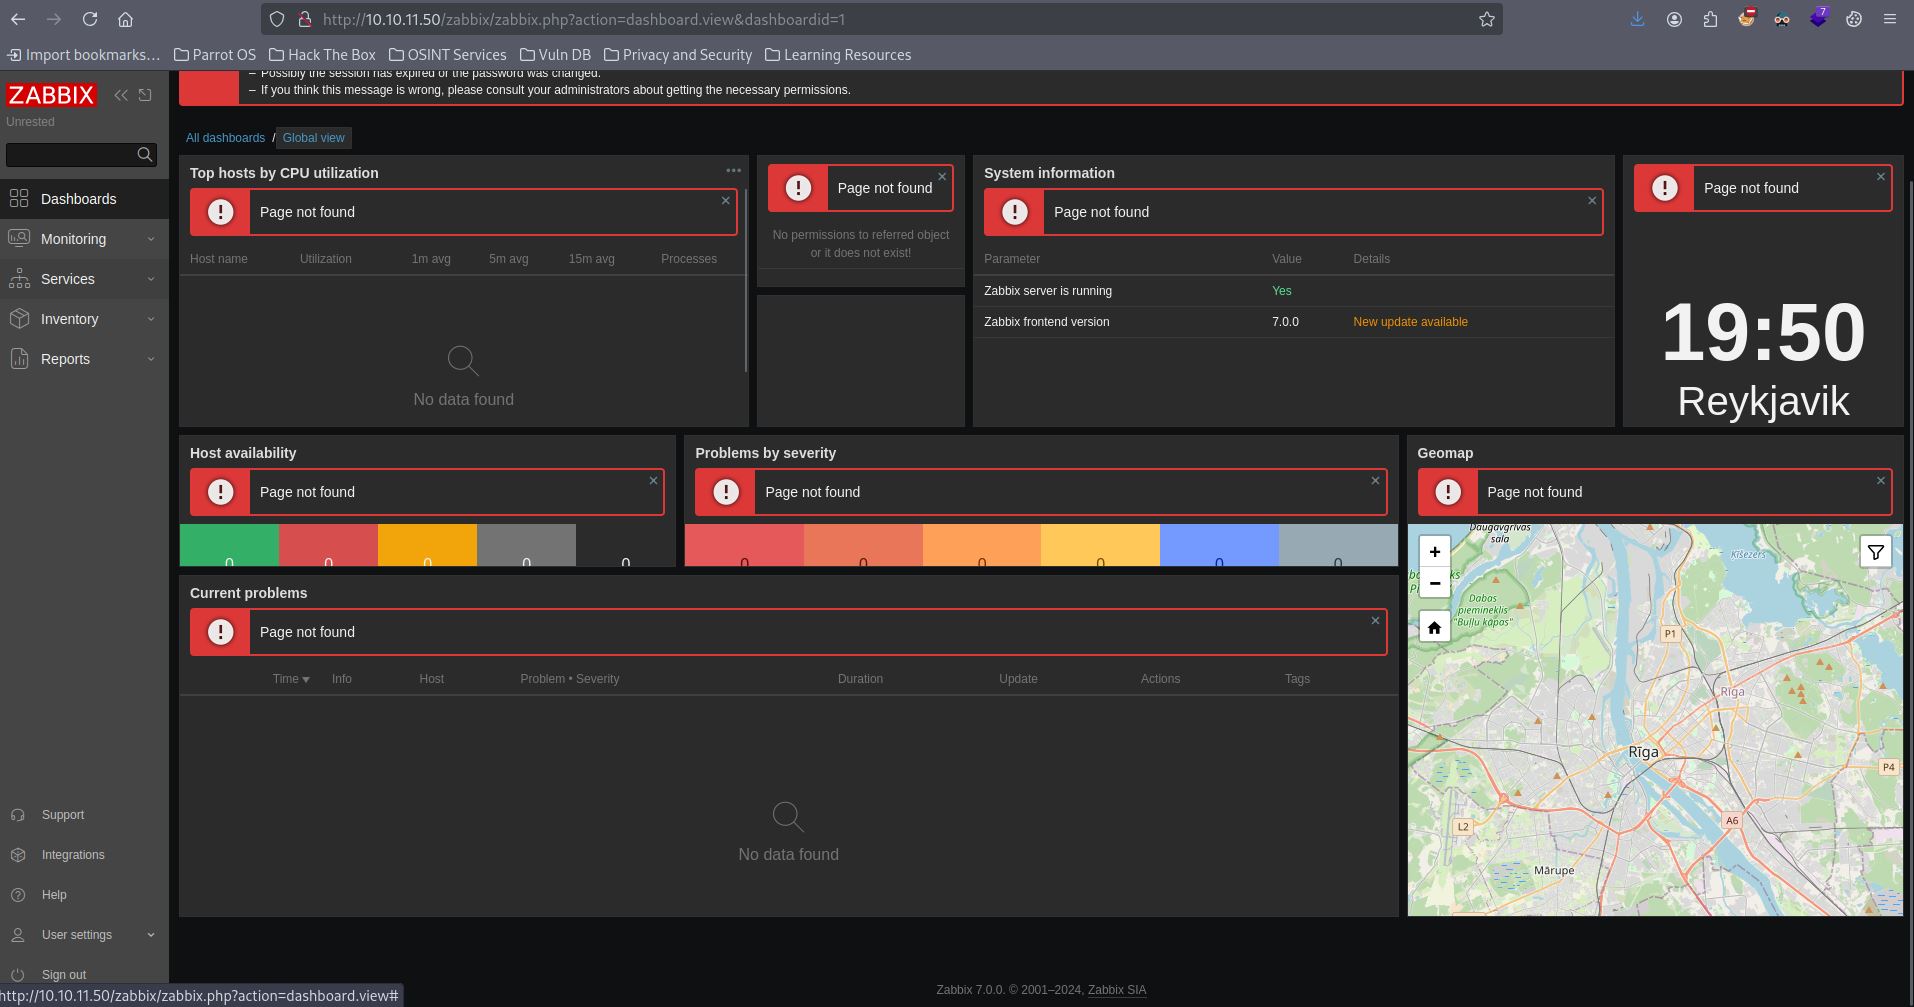 http://10.10.11.50/zabbix/zabbix.php?action=dashboard.view&dashboardid=1
7
Import bookmarks... Parrot OS Hack The Box OSINT Services Vuln DB Privacy and Security Learning Resources
ZABBIX
Unrested
Dashboards
Monitoring
Services
Inventory
Reports
Support
Integrations
Help
User settings
Sign out
http://10.10.11.50/zabbix/zabbix.php?action=dashboard.view#
– Possibly the session has expired or the password was changed.
– If you think this message is wrong, please consult your administrators about getting the necessary permissions.
All dashboards / Global view
Top hosts by CPU utilization
Page not found
Host name Utilization 1m avg 5m avg 15m avg Processes
No data found
Page not found
No permissions to referred object
or it does not exist!
System information
Page not found
Parameter Value Details
Zabbix server is running Yes
Zabbix frontend version 7.0.0 New update available
Page not found
19:50
Reykjavik
Host availability
Page not found
0 0 0 0 0
Problems by severity
Page not found
0 0 0 0 0 0
Geomap
Page not found
Daugavgrīvas
sala
Ķīšezers
+
−
Dabas
piemineklis
"Buļļu kāpas"
P1
Rīga
Rīga
P4
A6
L2
Mārupe
Current problems
Page not found
Time Info Host Problem • Severity Duration Update Actions Tags
No data found
Zabbix 7.0.0. © 2001–2024, Zabbix SIA